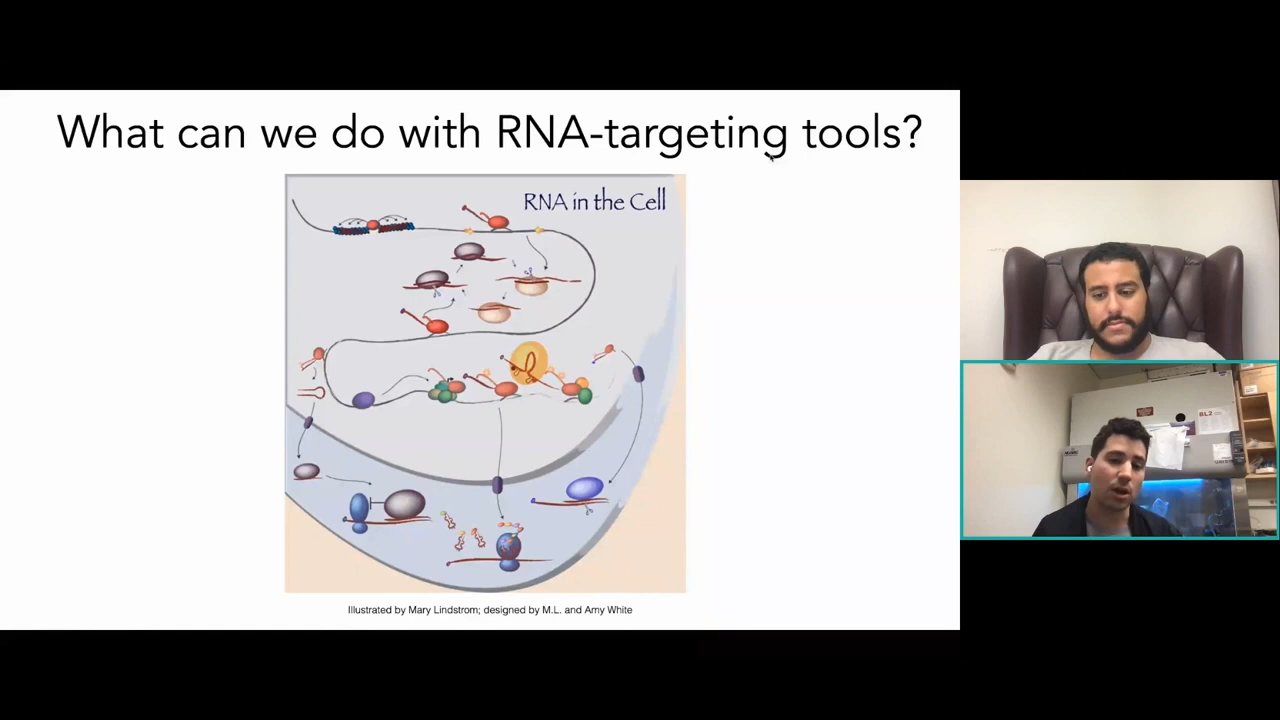 What can we do with RNA-targeting tools?
RNA in the Cell
Illustrated by Mary Lindstrom; designed by M.L. and Amy White
BL2